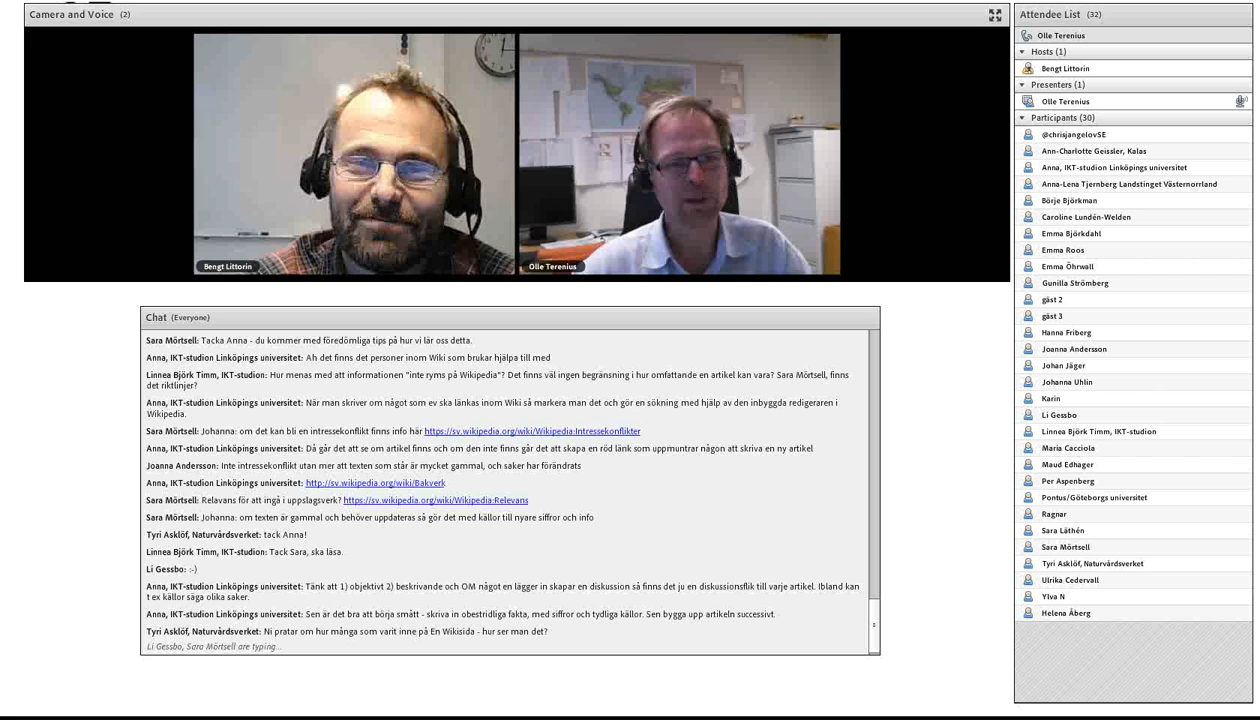 Camera and Voice (2)
Bengt Littorin
Olle Terenius
Chat (Everyone)
Sara Mörtsell: Tacka Anna - du kommer med föredömliga tips på hur vi lär oss detta.
Anna, IKT-studion Linköpings universitet: Ah det finns det personer inom Wiki som brukar hjälpa till med
Linnea Björk Timm, IKT-studion: Hur menas med att informationen "inte ryms på Wikipedia"? Det finns väl ingen begränsning i hur omfattande en artikel kan vara? Sara Mörtsell, finns
det riktlinjer?
Anna, IKT-studion Linköpings universitet: När man skriver om något som ev ska länkas inom Wiki så markera man det och gör en sökning med hjälp av den inbyggda redigeraren i
Wikipedia.
Sara Mörtsell: Johanna: om det kan bli en intressekonflikt finns info här https://sv.wikipedia.org/wiki/Wikipedia:Intressekonflikter
Anna, IKT-studion Linköpings universitet: Då går det att se om artikel finns och om den inte finns går det att skapa en röd länk som uppmuntrar någon att skriva en ny artikel
Joanna Andersson: Inte intressekonflikt utan mer att texten som står är mycket gammal, och saker har förändrats
Anna, IKT-studion Linköpings universitet: http://sv.wikipedia.org/wiki/Bakverk
Sara Mörtsell: Relavans för att ingå i uppslagsverk? https://sv.wikipedia.org/wiki/Wikipedia:Relevans
Sara Mörtsell: Johanna: om texten är gammal och behöver uppdateras så gör det med källor till nyare siffror och info
Tyri Asklöf, Naturvårdsverket: tack Anna!
Linnea Björk Timm, IKT-studion: Tack Sara, ska läsa.
Li Gessbo: :-)
Anna, IKT-studion Linköpings universitet: Tänk att 1) objektivt 2) beskrivande och OM något en lägger in skapar en diskussion så finns det ju en diskussionsflik till varje artikel. Ibland kan
t ex källor säga olika saker.
Anna, IKT-studion Linköpings universitet: Sen är det bra att börja smått - skriva in obestridliga fakta, med siffror och tydliga källor. Sen bygga upp artikeln successivt.
Tyri Asklöf, Naturvårdsverket: Ni pratar om hur många som varit inne på En Wikisida - hur ser man det?
Li Gessbo, Sara Mörtsell are typing...
Attendee List (32)
Olle Terenius
Hosts (1)
Bengt Littorin
Presenters (1)
Olle Terenius
Participants (30)
@chrisjangelovSE
Ann-Charlotte Geissler, Kalas
Anna, IKT-studion Linköpings universitet
Anna-Lena Tjernberg Landstinget Västernorrland
Börje Björkman
Caroline Lundén-Welden
Emma Björkdahl
Emma Roos
Emma Öhrwall
Gunilla Strömberg
gäst 2
gäst 3
Hanna Friberg
Joanna Andersson
Johan Jäger
Johanna Uhlin
Karin
Li Gessbo
Linnea Björk Timm, IKT-studion
Maria Cacciola
Maud Edhager
Per Aspenberg
Pontus/Göteborgs universitet
Ragnar
Sara Läthén
Sara Mörtsell
Tyri Asklöf, Naturvårdsverket
Ulrika Cedervall
Ylva N
Helena Åberg